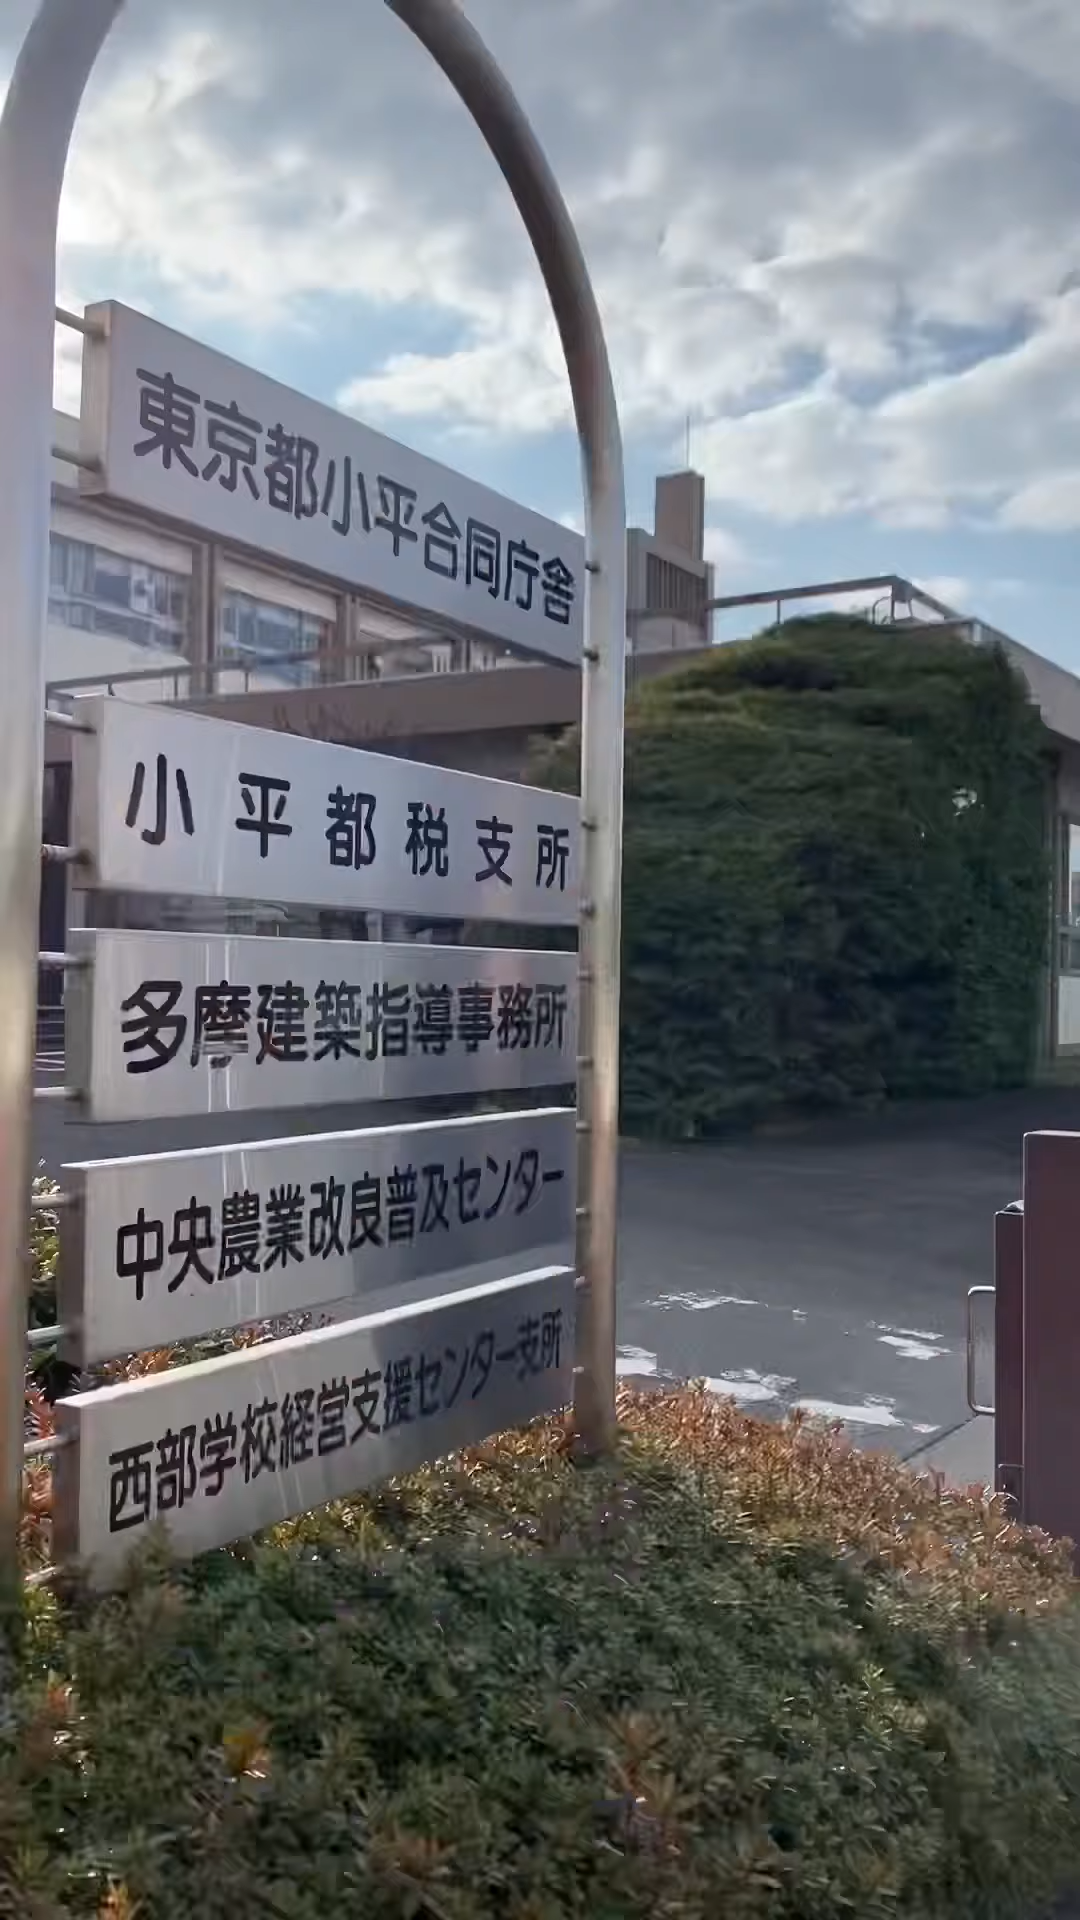 東京都小平合同庁舎
小平都税支所
多摩建築指導事務所
中央農業改良普及センター
西部学校経営支援センター支所